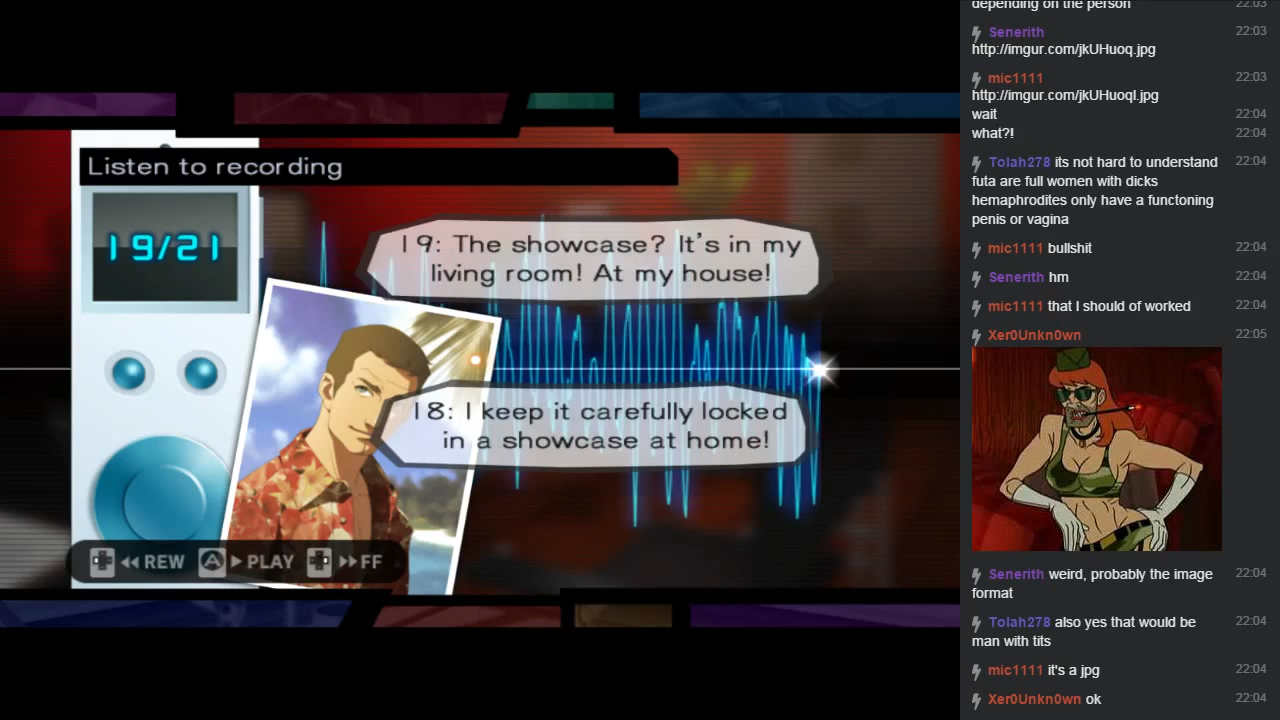 Listen to recording
19/21
19: The showcase? It's in my
living room! At my house!
18: I keep it carefully locked
in a showcase at home!
REW A PLAY FF
depending on the person 22:03
Senerith 22:03
http://imgur.com/jkUHuoq.jpg
mic1111 22:03
http://imgur.com/jkUHuoql.jpg
wait 22:04
what?! 22:04
Tolah278 its not hard to understand 22:04
futa are full women with dicks
hemaphrodites only have a functoning
penis or vagina
mic1111 bullshit 22:04
Senerith hm 22:04
mic1111 that I should of worked 22:04
Xer0Unkn0wn 22:05
Senerith weird, probably the image 22:04
format
Tolah278 also yes that would be 22:04
man with tits
mic1111 it's a jpg 22:04
Xer0Unkn0wn ok 22:04